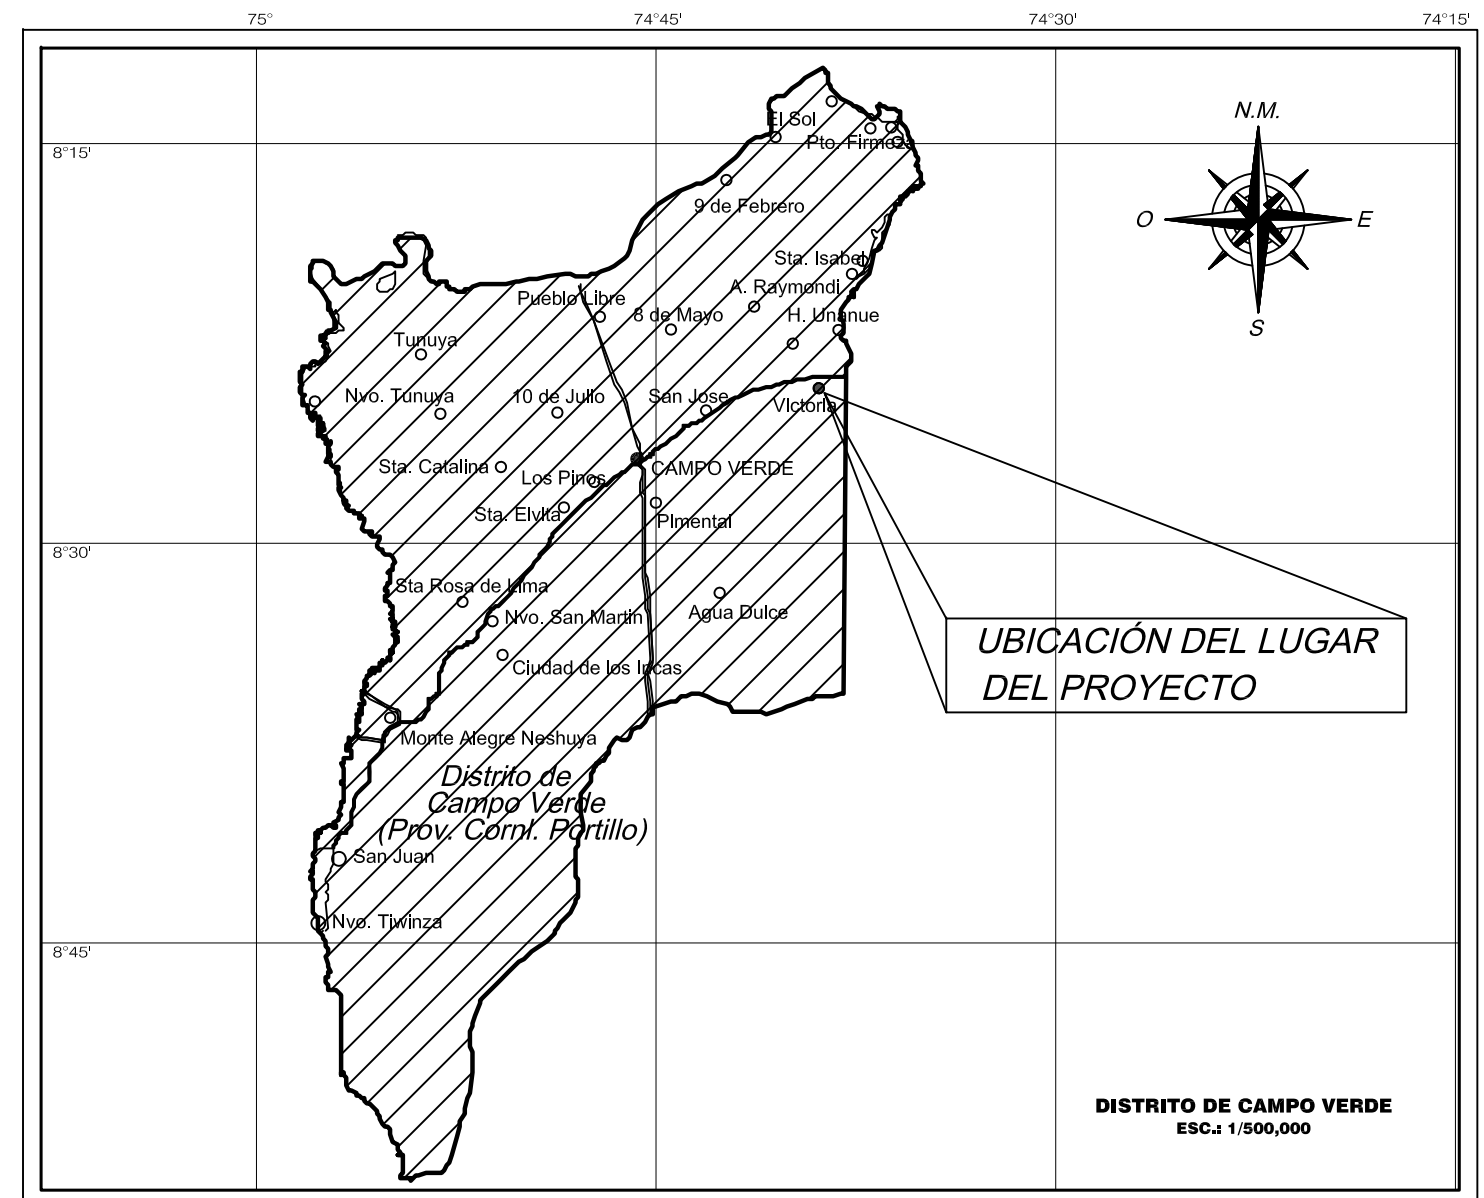 75°
74°45'
74°30'
74°15'
N.M.
El Sol
Pto. Firmeza
8°15'
9 de Febrero
O
E
Sta. Isabel
A. Raymondi
Pueblo Libre
8 de Mayo
H. Unanue
S
Tunuya
Nvo. Tunuya
10 de Julio
San Jose
Victoria
Sta. Catalina
Los Pinos
CAMPO VERDE
Sta. Elvita
Pimental
8°30'
Sta Rosa de Lima
Nvo. San Martin
Agua Dulce
UBICACIÓN DEL LUGAR
DEL PROYECTO
Ciudad de los Incas
Monte Alegre Neshuya
Distrito de
Campo Verde
(Prov. Cornl. Portillo)
San Juan
Nvo. Tiwinza
8°45'
DISTRITO DE CAMPO VERDE
ESC.: 1/500,000